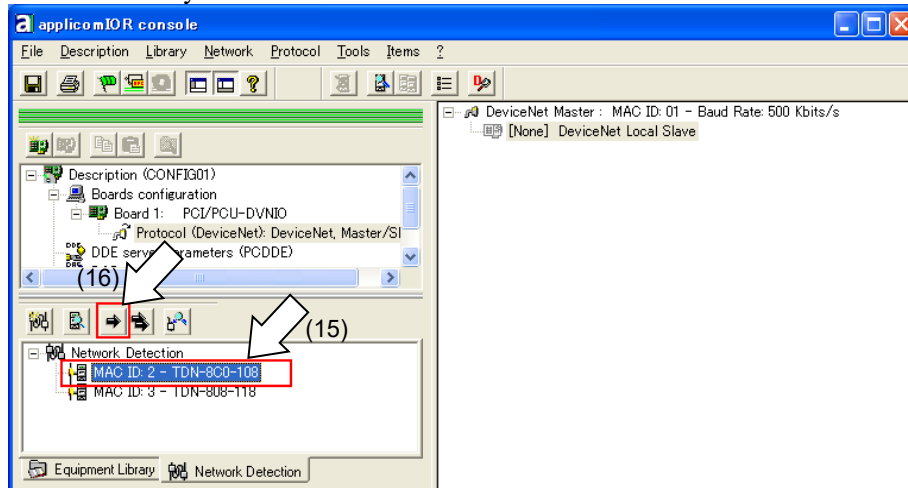 applicomIOR console
File Description Library Network Protocol Tools Items ?
DeviceNet Master : MAC ID: 01 - Baud Rate: 500 Kbits/s
[None] DeviceNet Local Slave
Description (CONFIG01)
Boards configuration
Board 1: PCI/PCU-DVNIO
Protocol (DeviceNet): DeviceNet, Master/Sl
DDE server parameters (PCDDE)
(16)
(15)
Network Detection
MAC ID: 2 - TDN-8C0-108
MAC ID: 3 - TDN-808-118
Equipment Library Network Detection